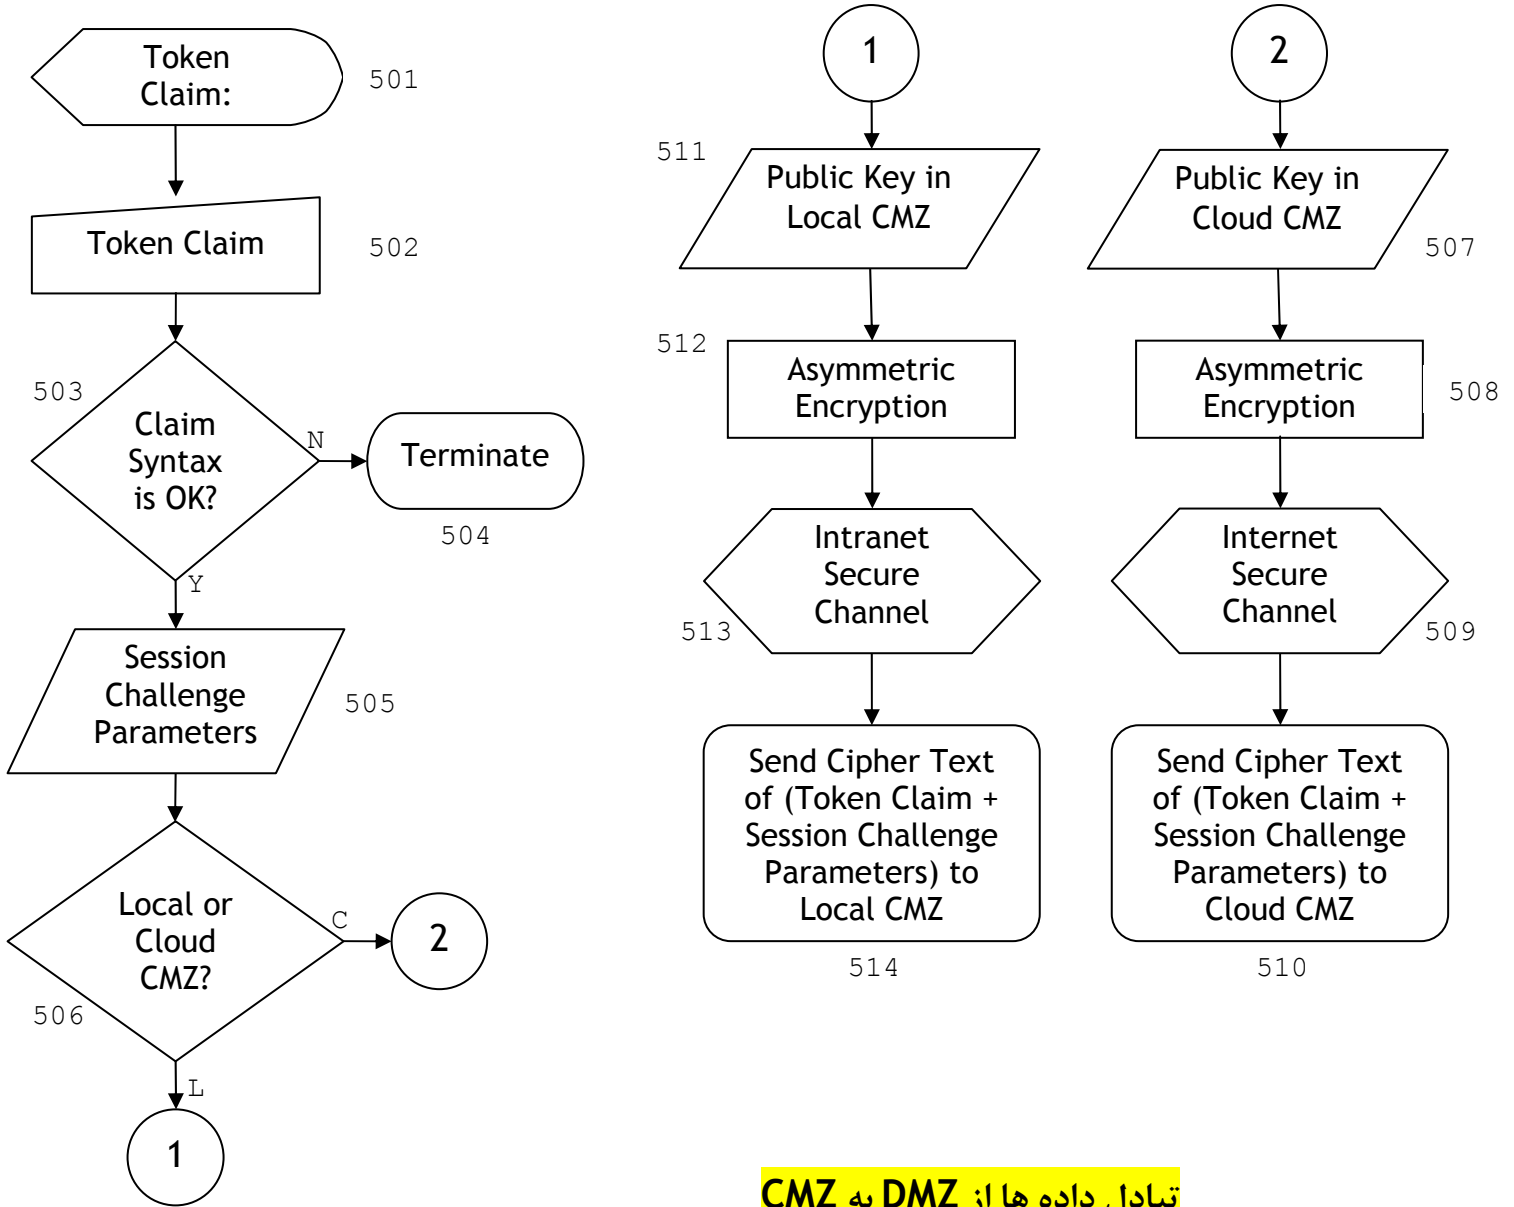 Token
Claim:
501
Token Claim
502
503
Claim
Syntax
is OK?
N
Terminate
504
Y
Session
Challenge
Parameters
505
Local or
Cloud
CMZ?
C
2
506
L
1
1
511
Public Key in
Local CMZ
512
Asymmetric
Encryption
Intranet
Secure
Channel
513
Send Cipher Text
of (Token Claim +
Session Challenge
Parameters) to
Local CMZ
514
2
Public Key in
Cloud CMZ
507
Asymmetric
Encryption
508
Internet
Secure
Channel
509
Send Cipher Text
of (Token Claim +
Session Challenge
Parameters) to
Cloud CMZ
510
تبادل داده ها از DMZ به CMZ